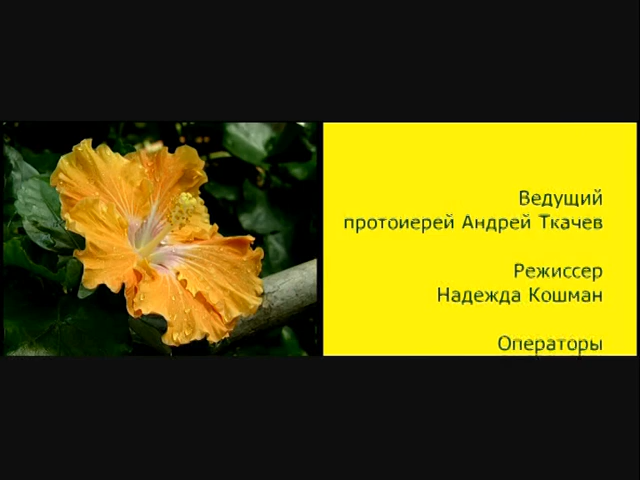 Ведущий
протоиерей Андрей Ткачев
Режиссер
Надежда Кошман
Операторы